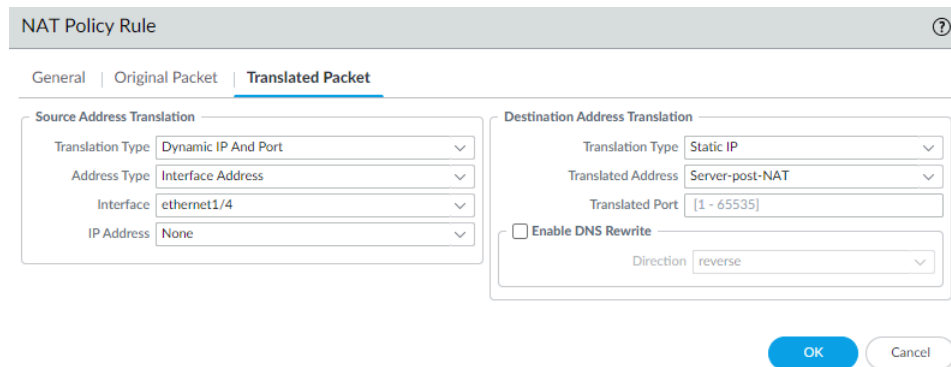 NAT Policy Rule ?
General | Original Packet | Translated Packet
Source Address Translation
Translation Type Dynamic IP And Port
Address Type Interface Address
Interface ethernet1/4
IP Address None
Destination Address Translation
Translation Type Static IP
Translated Address Server-post-NAT
Translated Port [1 - 65535]
Enable DNS Rewrite
Direction reverse
OK Cancel